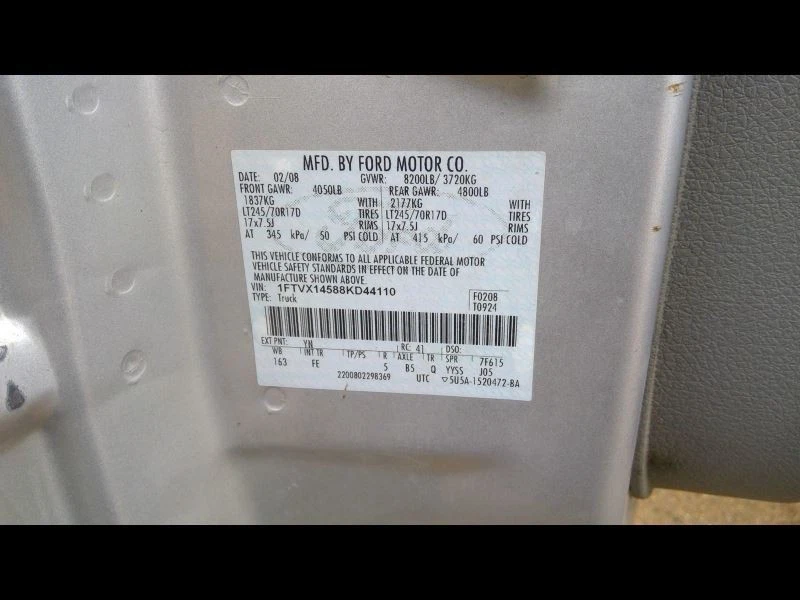 MFD. BY FORD MOTOR CO.
DATE: 02/08 GVWR: 8200LB/ 3720KG
FRONT GAWR: 4050LB REAR GAWR: 4800LB
1837KG WITH 2177KG WITH
LT245/70R17D TIRES LT245/70R17D TIRES
17x7.5J RIMS 17x7.5J RIMS
AT 345 kPa/ 50 PSI COLD AT 415 kPa/ 60 PSI COLD
THIS VEHICLE CONFORMS TO ALL APPLICABLE FEDERAL MOTOR
VEHICLE SAFETY STANDARDS IN EFFECT ON THE DATE OF
MANUFACTURE SHOWN ABOVE.
VIN: 1FTVX14588KD44110 F0208
TYPE: Truck T0924
EXT PNT: YN RC: 41 DSO:
WB INT TR TP/PS R AXLE TR SPR 7F615
163 FE 5 B5 Q YYSS J05
2200802298369 UTC ▽5U5A-1520472-BA